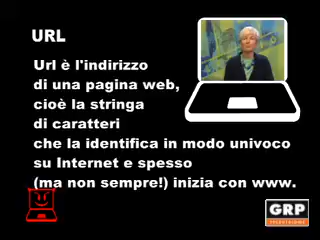 URL
Url è l'indirizzo
di una pagina web,
cioè la stringa
di caratteri
che la identifica in modo univoco
su Internet e spesso
(ma non sempre!) inizia con www.
GRP
TELEVISIONE